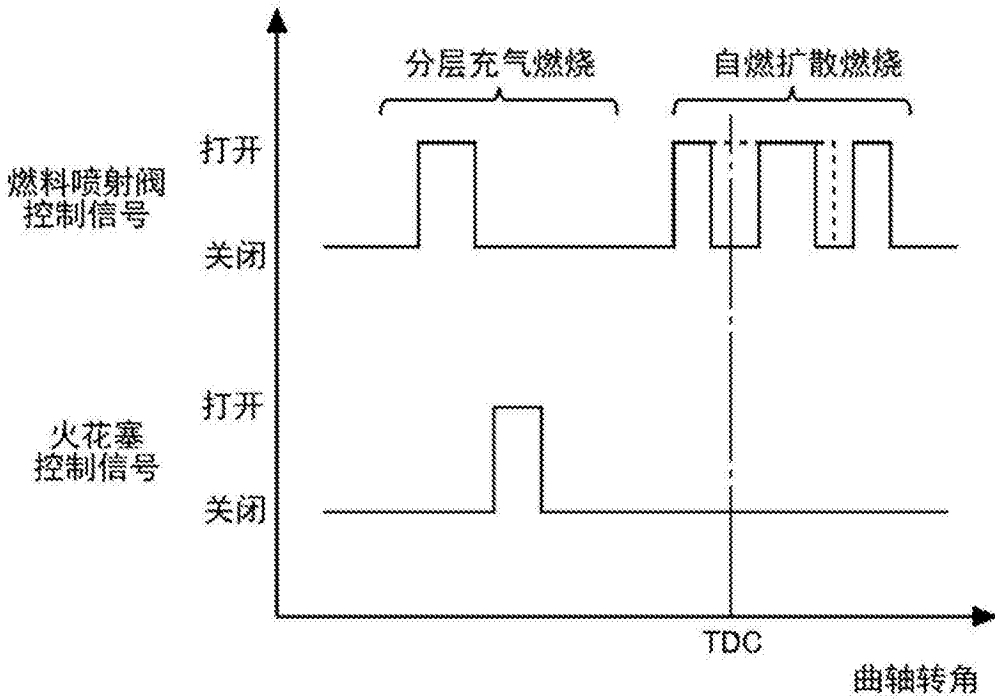 分层充气燃烧
自燃扩散燃烧
打开
燃料喷射阀
控制信号
关闭
打开
火花塞
控制信号
关闭
TDC
曲轴转角